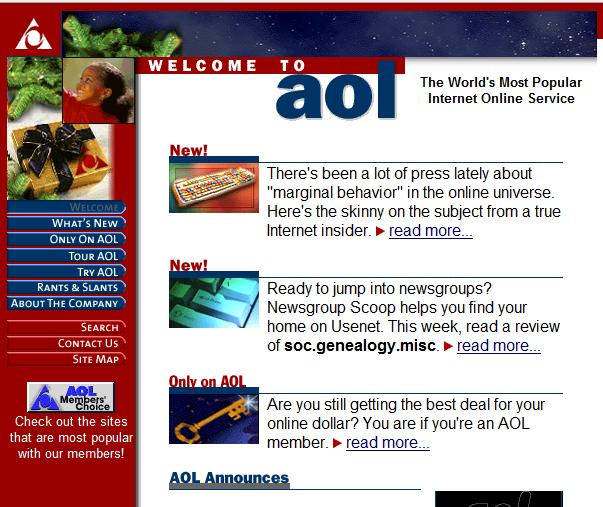 WELCOME TO
aol
The World's Most Popular
Internet Online Service
WELCOME
WHAT'S NEW
ONLY ON AOL
TOUR AOL
TRY AOL
RANTS & SLANTS
ABOUT THE COMPANY
SEARCH
CONTACT US
SITE MAP
AOL
Members'
Choice
Check out the sites
that are most popular
with our members!
New!
There's been a lot of press lately about
"marginal behavior" in the online universe.
Here's the skinny on the subject from a true
Internet insider. read more...
New!
Ready to jump into newsgroups?
Newsgroup Scoop helps you find your
home on Usenet. This week, read a review
of soc.genealogy.misc. read more...
Only on AOL
Are you still getting the best deal for your
online dollar? You are if you're an AOL
member. read more...
AOL Announces